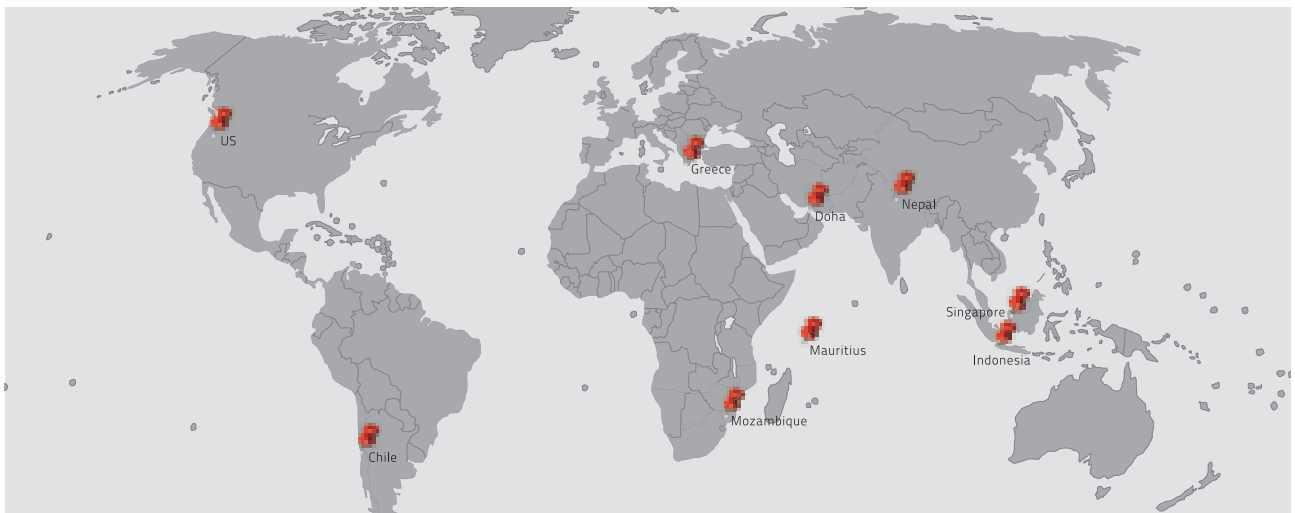 US
Greece
Nepal
Doha
Singapore
Mauritius
Indonesia
Mozambique
Chile